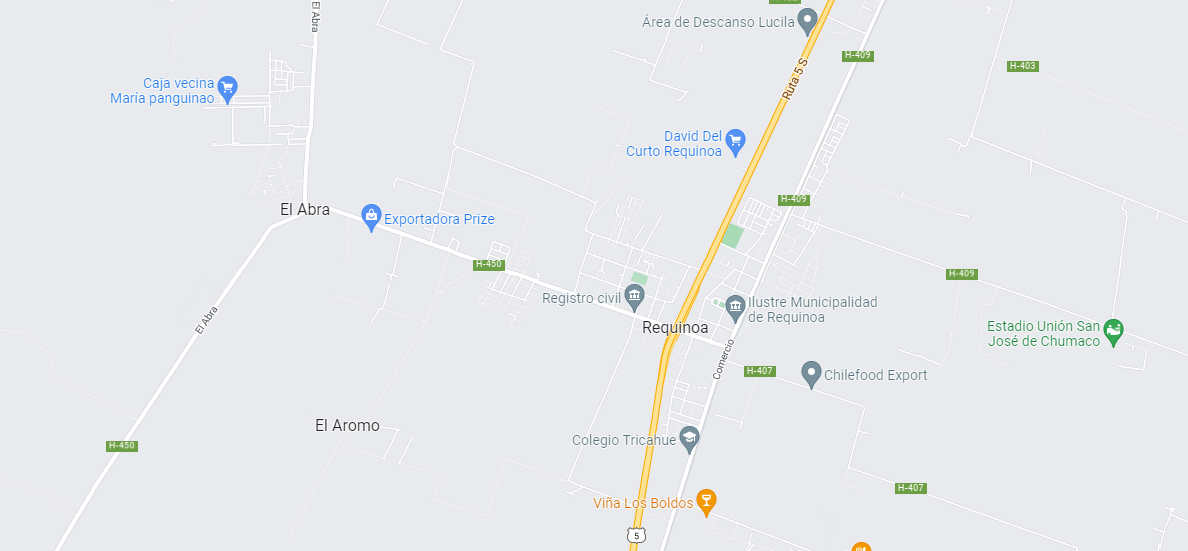 El Abra
Área de Descanso Lucila
H-409
H-403
Ruta 5 S
Caja vecina
María panguinao
David Del
Curto Requinoa
H-409
El Abra
Exportadora Prize
H-450
H-409
Registro civil
Ilustre Municipalidad
de Requinoa
El Abra
Requinoa
Estadio Unión San
José de Chumaco
Comercio
H-407
Chilefood Export
El Aromo
H-450
Colegio Tricahue
H-407
Viña Los Boldos
5